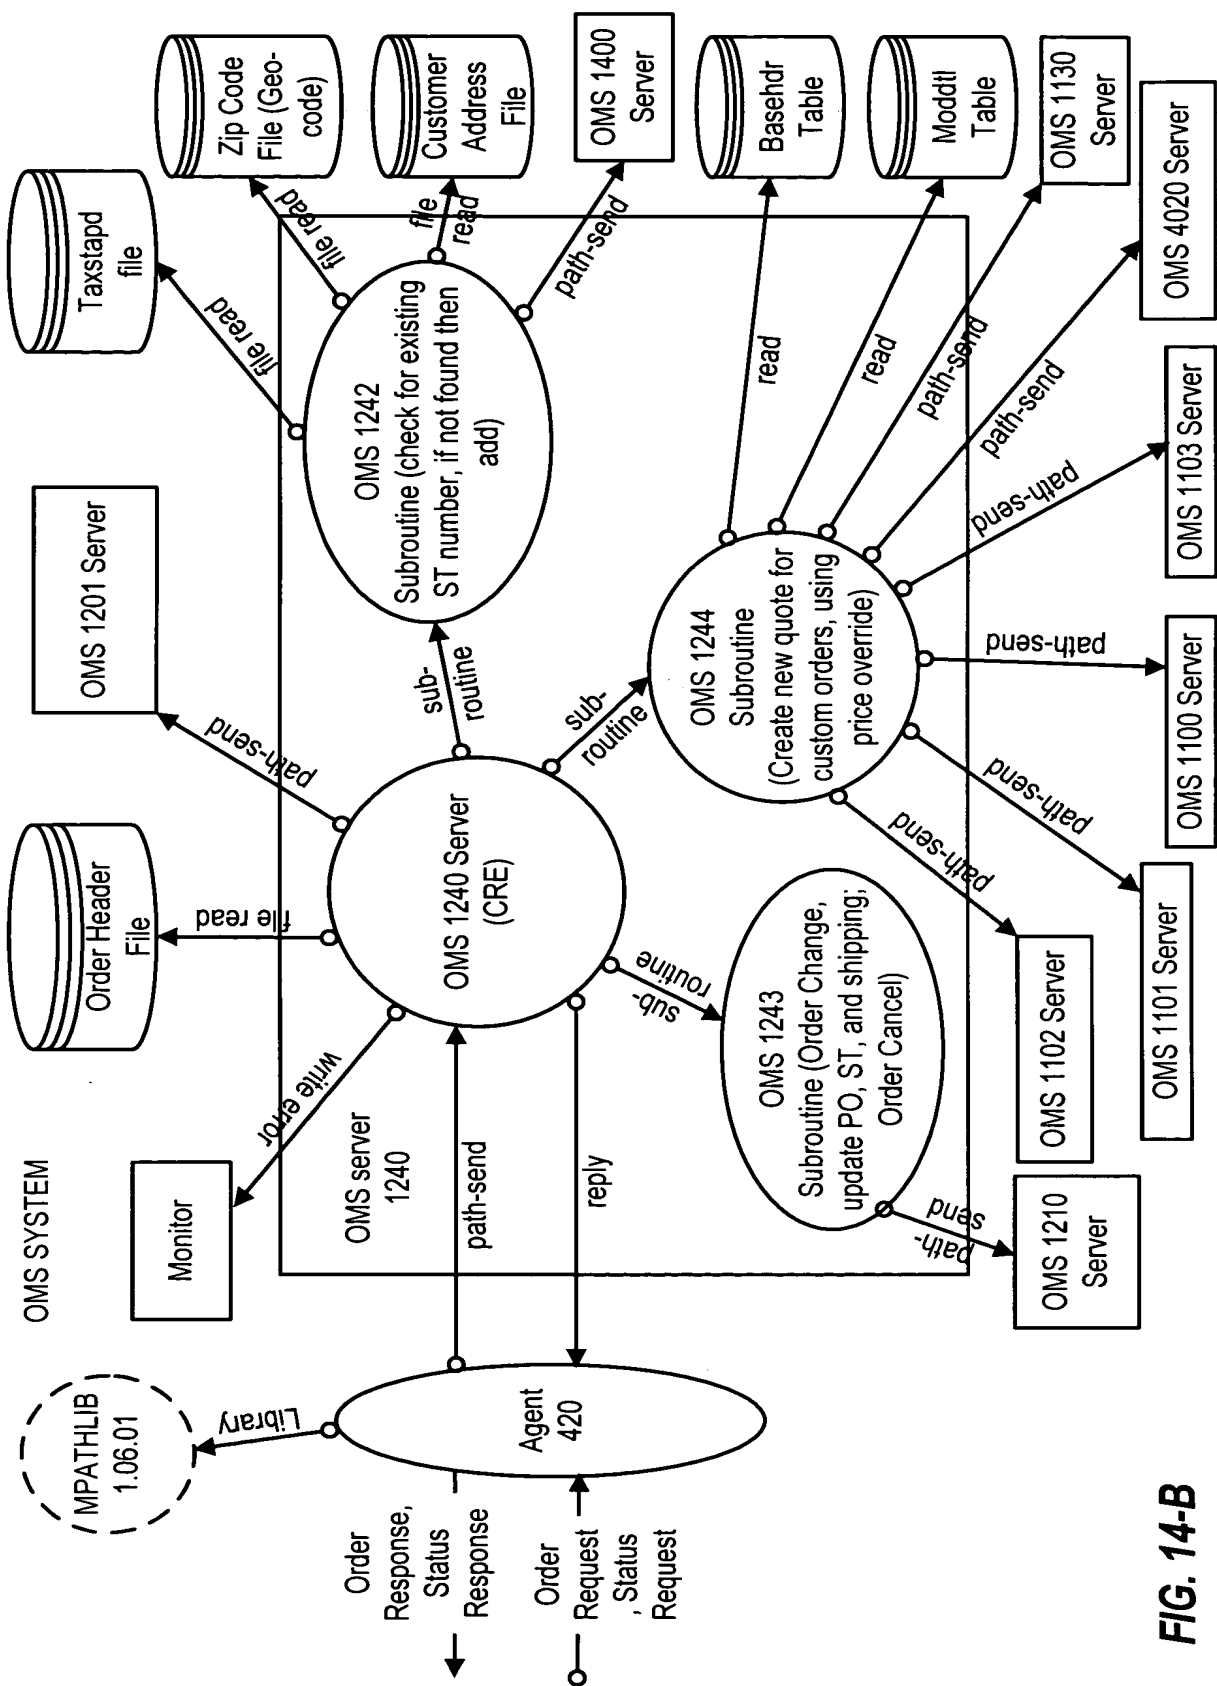 OMS SYSTEM
MPATHLIB
1.06.01
Library
Order
Response,
Status
Response
Order
Request
, Status
Request
Agent
420
Monitor
write error
OMS server
1240
path-send
reply
Order Header
File
file read
OMS 1201 Server
path-send
OMS 1240 Server
(CRE)
sub-
routine
sub-
routine
sub-
routine
Taxstapd
file
file read
Zip Code
File (Geo-
code)
file read
Customer
Address
File
file
read
OMS 1400
Server
path-send
OMS 1242
Subroutine (check for existing
ST number, if not found then
add)
OMS 1243
Subroutine (Order Change,
update PO, ST, and shipping;
Order Cancel)
path-
send
OMS 1210
Server
OMS 1244
Subroutine
(Create new quote for
custom orders, using
price override)
read
Basehdr
Table
read
Moddtl
Table
path-send
OMS 1130
Server
path-send
OMS 4020 Server
path-send
OMS 1103 Server
path-send
OMS 1100 Server
path-send
OMS 1101 Server
path-send
OMS 1102 Server
FIG. 14-B